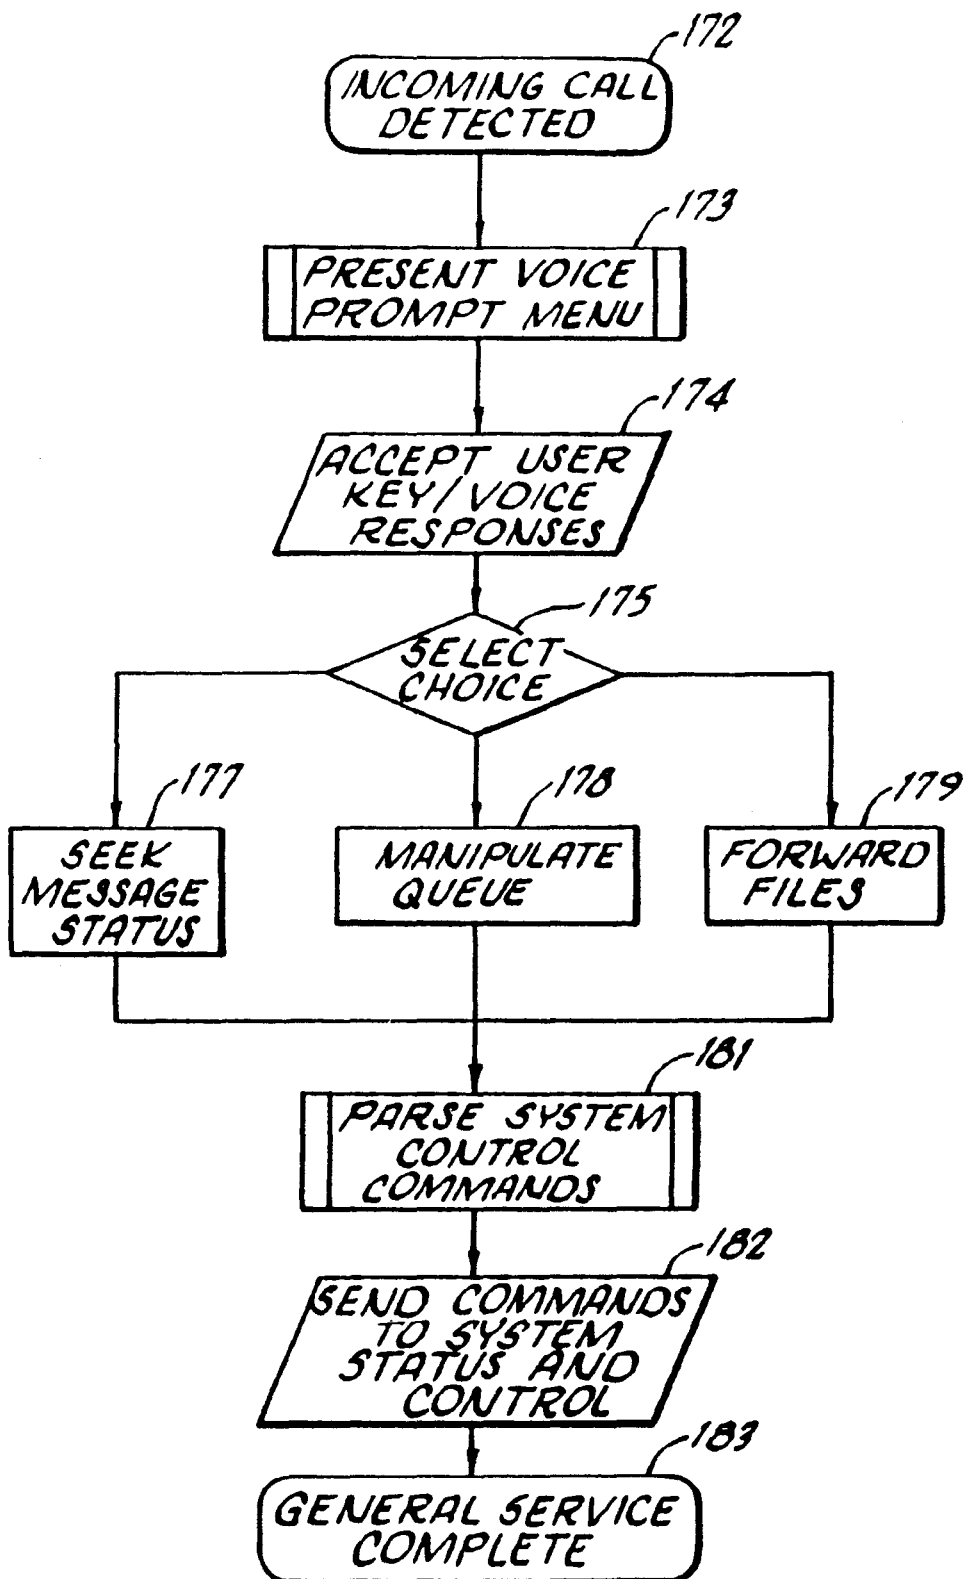 172
INCOMING CALL
DETECTED
173
PRESENT VOICE
PROMPT MENU
174
ACCEPT USER
KEY/VOICE
RESPONSES
175
SELECT
CHOICE
177
SEEK
MESSAGE
STATUS
178
MANIPULATE
QUEUE
179
FORWARD
FILES
181
PARSE SYSTEM
CONTROL
COMMANDS
182
SEND COMMANDS
TO SYSTEM
STATUS AND
CONTROL
183
GENERAL SERVICE
COMPLETE